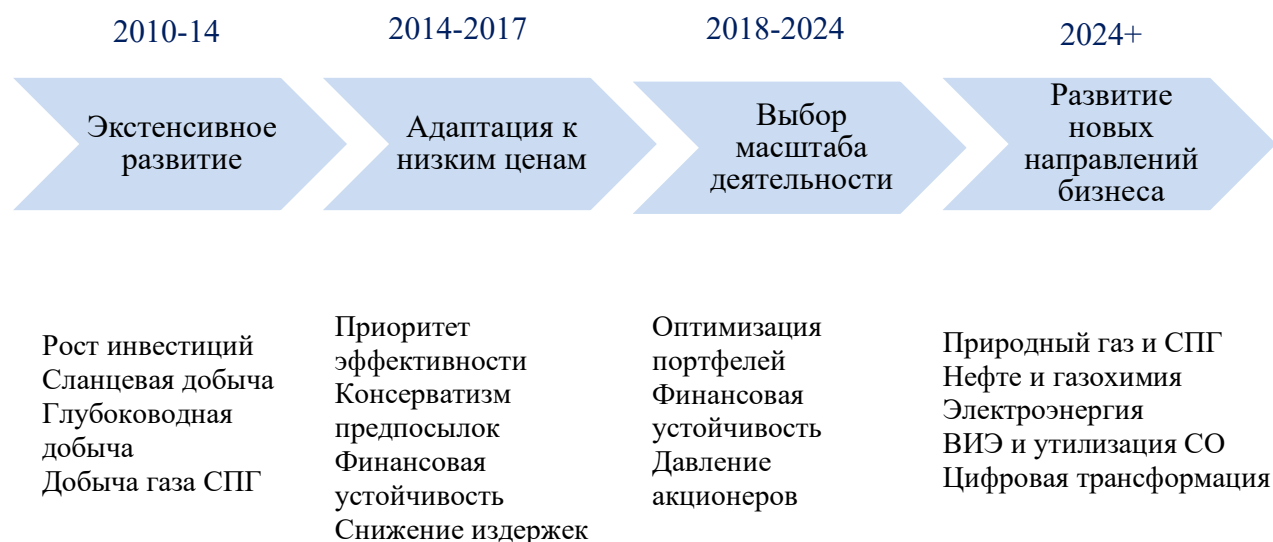 2010-14
2014-2017
2018-2024
2024+
Экстенсивное
развитие
Адаптация к
низким ценам
Выбор
масштаба
деятельности
Развитие
новых
направлений
бизнеса
Рост инвестиций
Сланцевая добыча
Глубоководная
добыча
Добыча газа СПГ
Приоритет
эффективности
Консерватизм
предпосылок
Финансовая
устойчивость
Снижение издержек
Оптимизация
портфелей
Финансовая
устойчивость
Давление
акционеров
Природный газ и СПГ
Нефте и газохимия
Электроэнергия
ВИЭ и утилизация СО
Цифровая трансформация